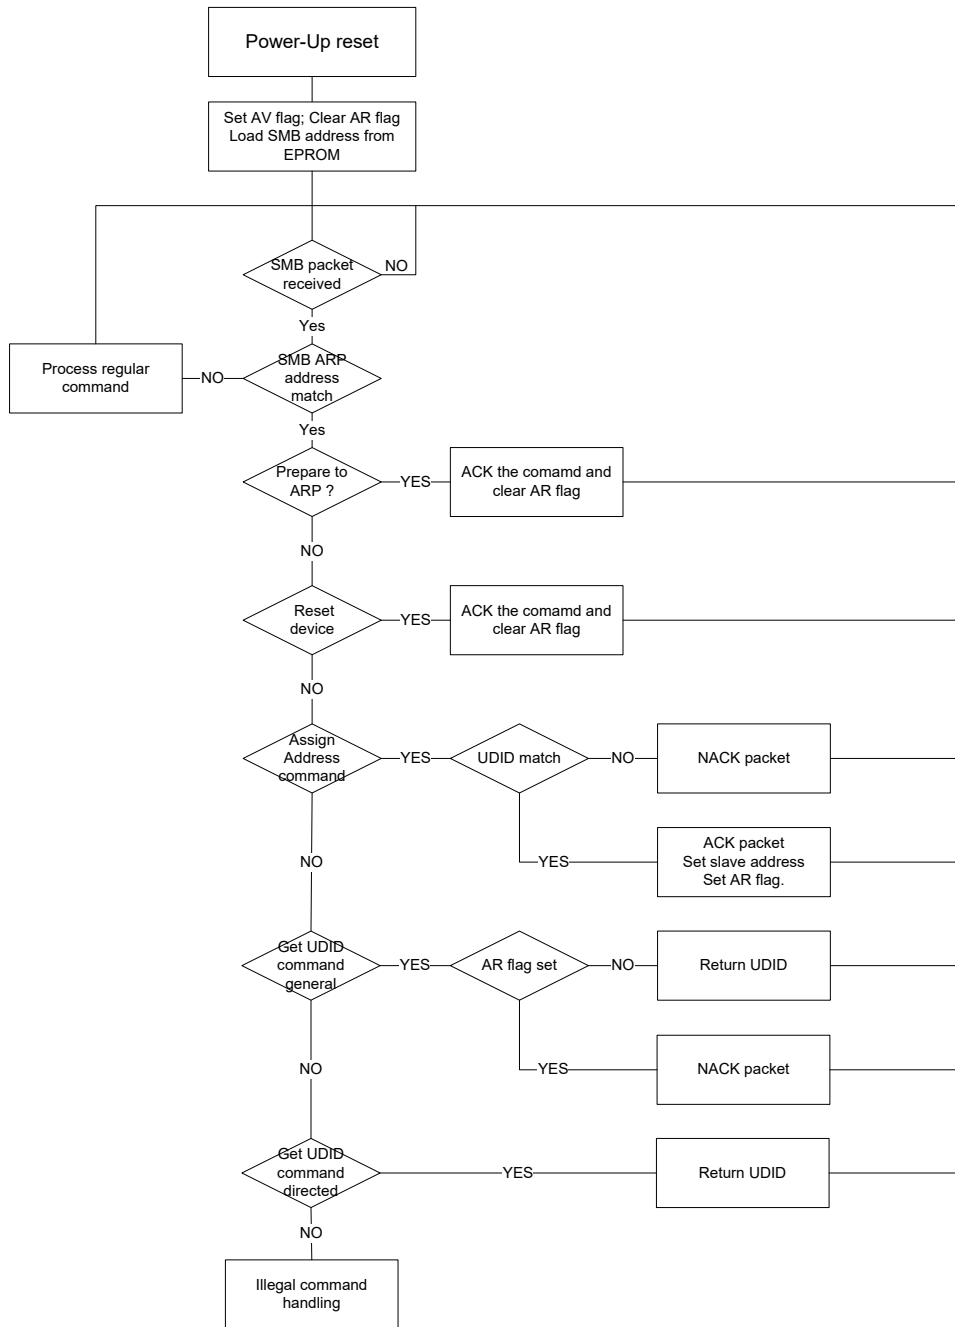 Power-Up reset
Set AV flag; Clear AR flag
Load SMB address from
EPROM
SMB packet
received
NO
Yes
Process regular
command
NO
SMB ARP
address
match
Yes
Prepare to
ARP ?
YES
ACK the comamd and
clear AR flag
NO
Reset
device
YES
ACK the comamd and
clear AR flag
NO
Assign
Address
command
YES
UDID match
NO
NACK packet
YES
ACK packet
Set slave address
Set AR flag.
NO
Get UDID
command
general
YES
AR flag set
NO
Return UDID
YES
NACK packet
NO
Get UDID
command
directed
YES
Return UDID
NO
Illegal command
handling